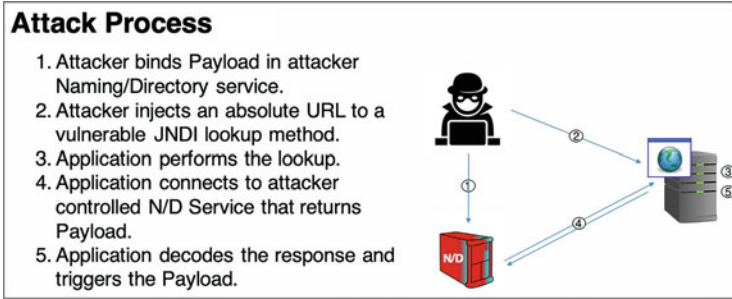 Attack Process
1. Attacker binds Payload in attacker
Naming/Directory service.
2. Attacker injects an absolute URL to a
vulnerable JNDI lookup method.
3. Application performs the lookup.
4. Application connects to attacker
controlled N/D Service that returns
Payload.
5. Application decodes the response and
triggers the Payload.
②
③
⑤
①
④
N/D